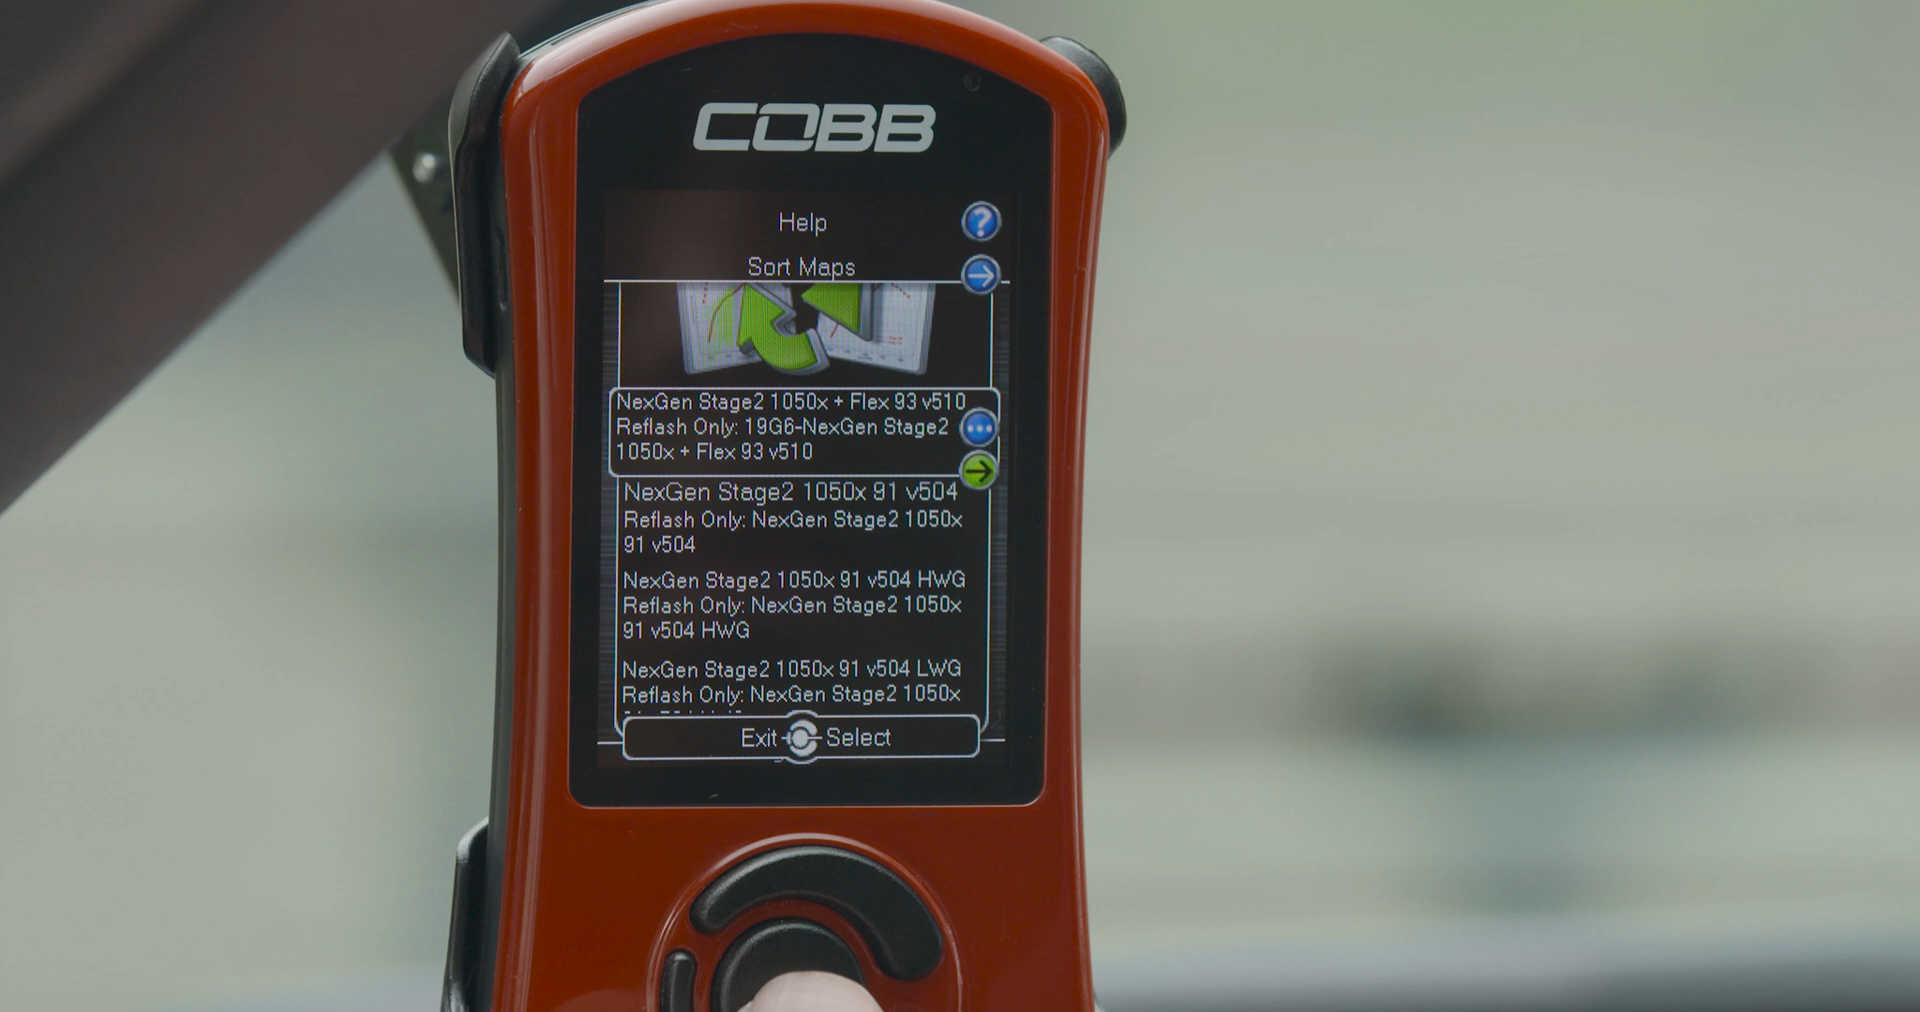 COBB
Help
Sort Maps
NexGen Stage2 1050x + Flex 93 v510
Reflash Only: 19G6-NexGen Stage2
1050x + Flex 93 v510
NexGen Stage2 1050x 91 v504
Reflash Only: NexGen Stage2 1050x
91 v504
NexGen Stage2 1050x 91 v504 HWG
Reflash Only: NexGen Stage2 1050x
91 v504 HWG
NexGen Stage2 1050x 91 v504 LWG
Reflash Only: NexGen Stage2 1050x
Exit Select